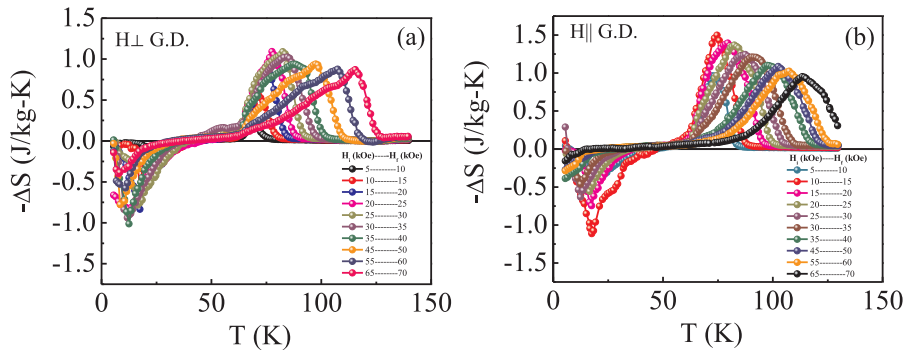 H⊥ G.D.
(a)
-ΔS (J/kg-K)
1.5
1.0
0.5
0.0
-0.5
-1.0
-1.5
0 50 100 150
T (K)
H_i (kOe)-----H_f (kOe)
5--------10
10--------15
15--------20
20--------25
25--------30
30--------35
35--------40
45--------50
55--------60
65--------70
H|| G.D.
(b)
-ΔS (J/kg-K)
1.5
1.0
0.5
0.0
-0.5
-1.0
-1.5
0 50 100 150
T (K)
H_i (kOe)----H_f (kOe)
5--------10
10--------15
15--------20
20--------25
25--------30
30--------35
35--------40
45--------50
55--------60
65--------70